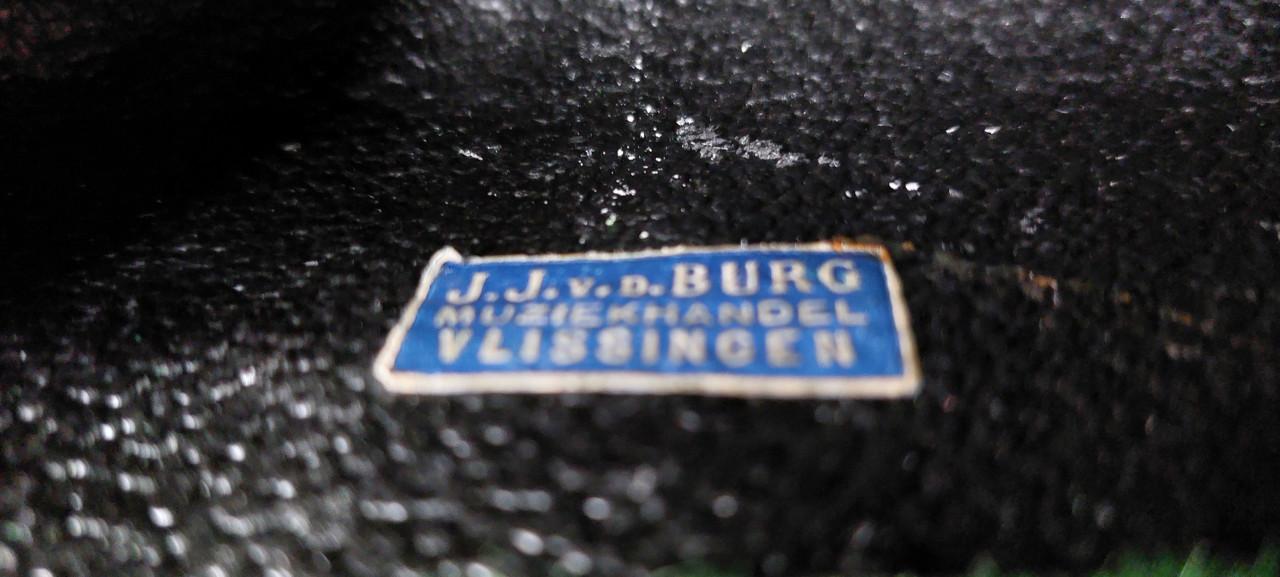 J.J. v.D. BURG
MUZIEKHANDEL
VLISSINGEN